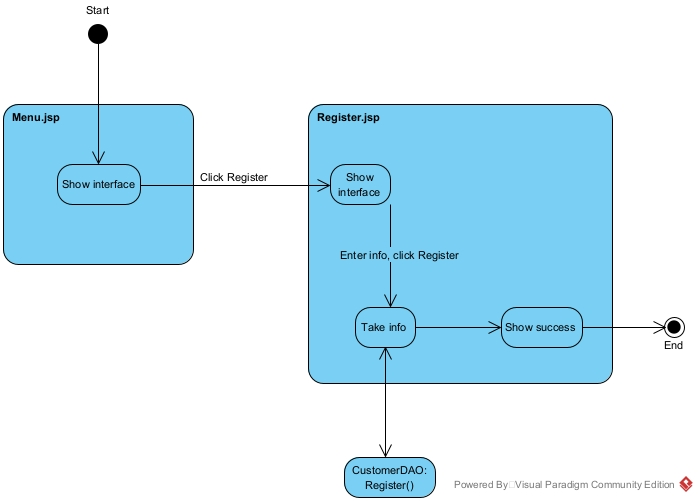 Start
Menu.jsp
Register.jsp
Show interface
Click Register
Show
interface
Enter info, click Register
Take info
Show success
End
CustomerDAO:
Register()
Powered By Visual Paradigm Community Edition